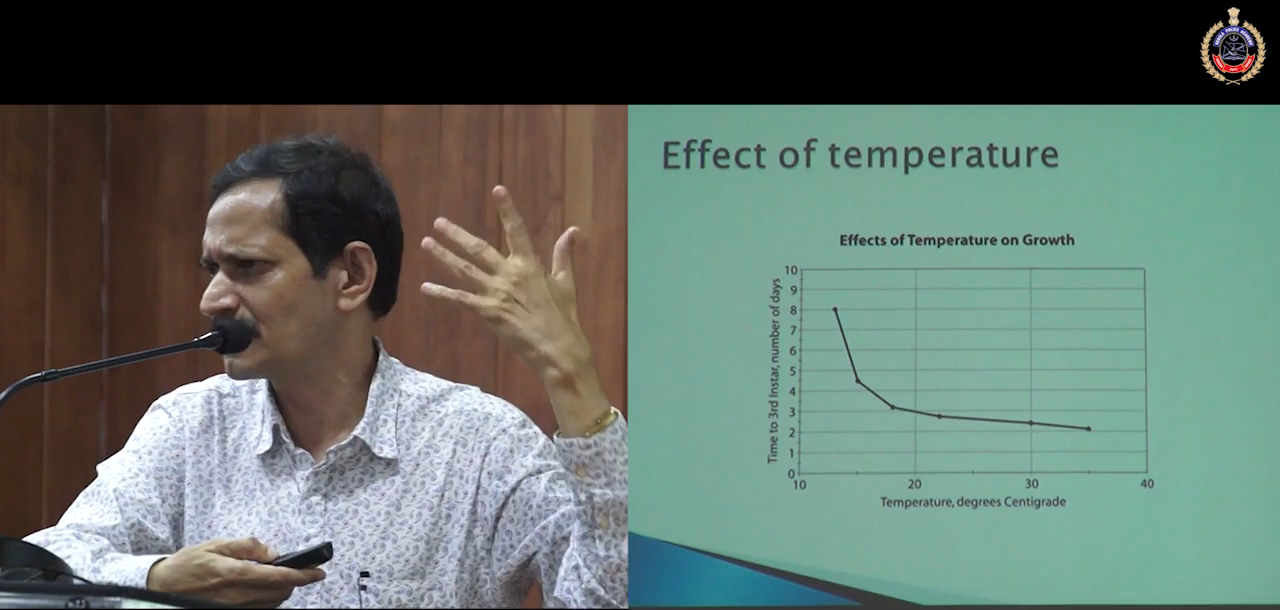 Effect of temperature
Effects of Temperature on Growth
Time to 3rd Instar, number of days
10
9
8
7
6
5
4
3
2
1
0
10 20 30 40
Temperature, degrees Centigrade